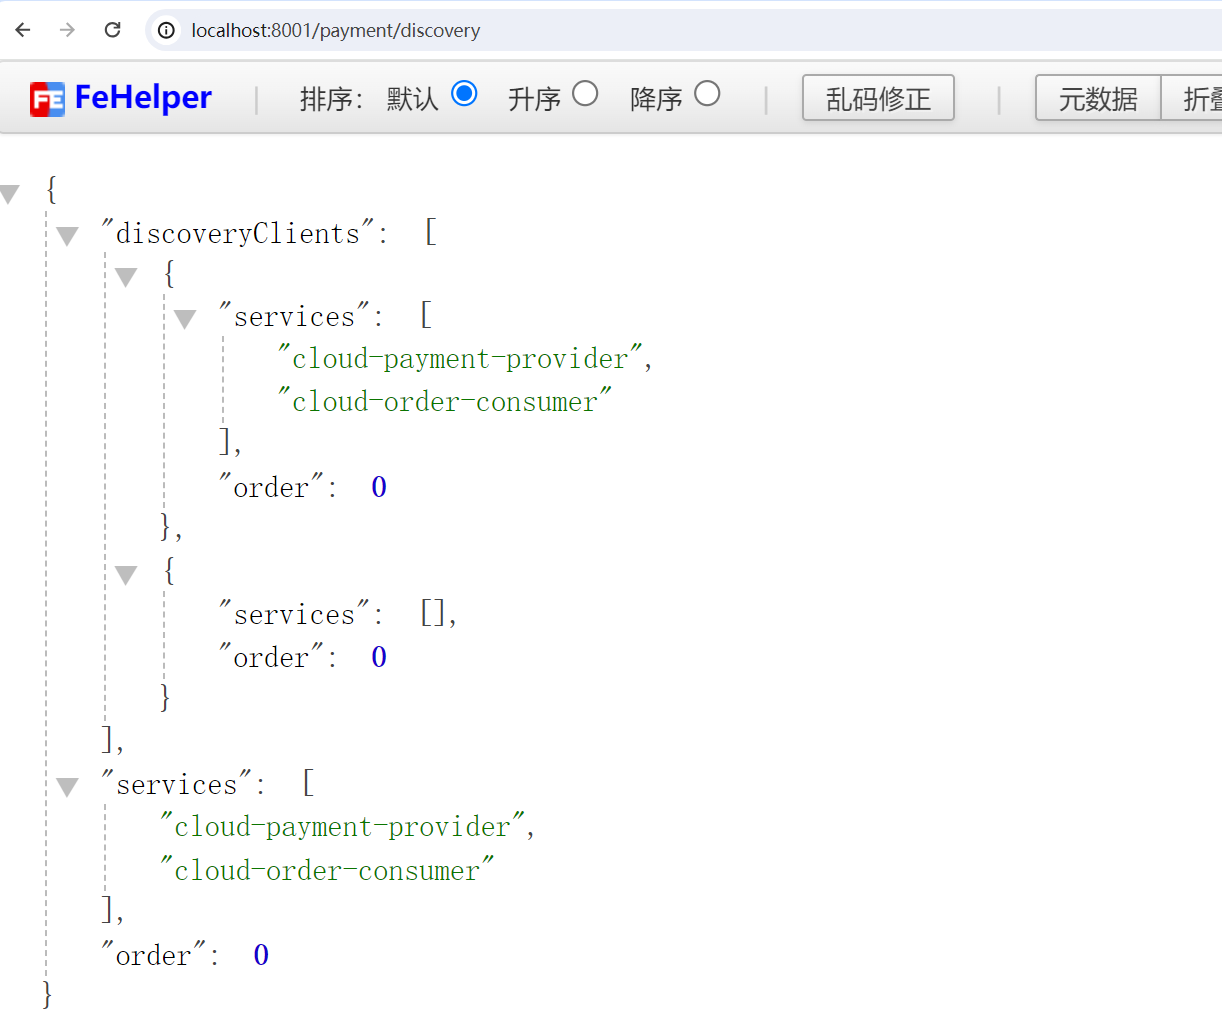 localhost:8001/payment/discovery
FeHelper | 排序： 默认 升序 降序 | 乱码修正 | 元数据 折叠
{
"discoveryClients": [
{
"services": [
"cloud-payment-provider",
"cloud-order-consumer"
],
"order": 0
},
{
"services": [],
"order": 0
}
],
"services": [
"cloud-payment-provider",
"cloud-order-consumer"
],
"order": 0
}